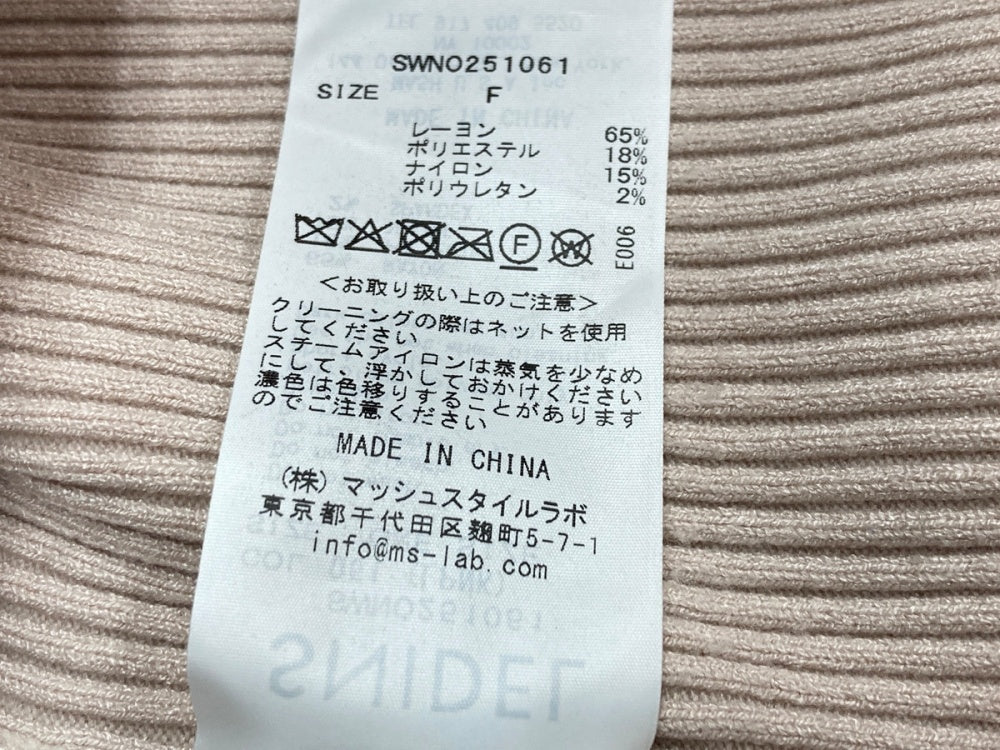 SWNO251061
SIZE F
レーヨン 65%
ポリエステル 18%
ナイロン 15%
ポリウレタン 2%
F W E006
<お取り扱い上のご注意>
クリーニングの際はネットを使用
してください
スチームアイロンは蒸気を少なめ
にして、浮かしておかけください
濃色は色移りすることがあります
のでご注意ください
MADE IN CHINA
(株) マッシュスタイルラボ
東京都千代田区麹町5-7-1
info@ms-lab.com
SWNO251061
SNIDEL